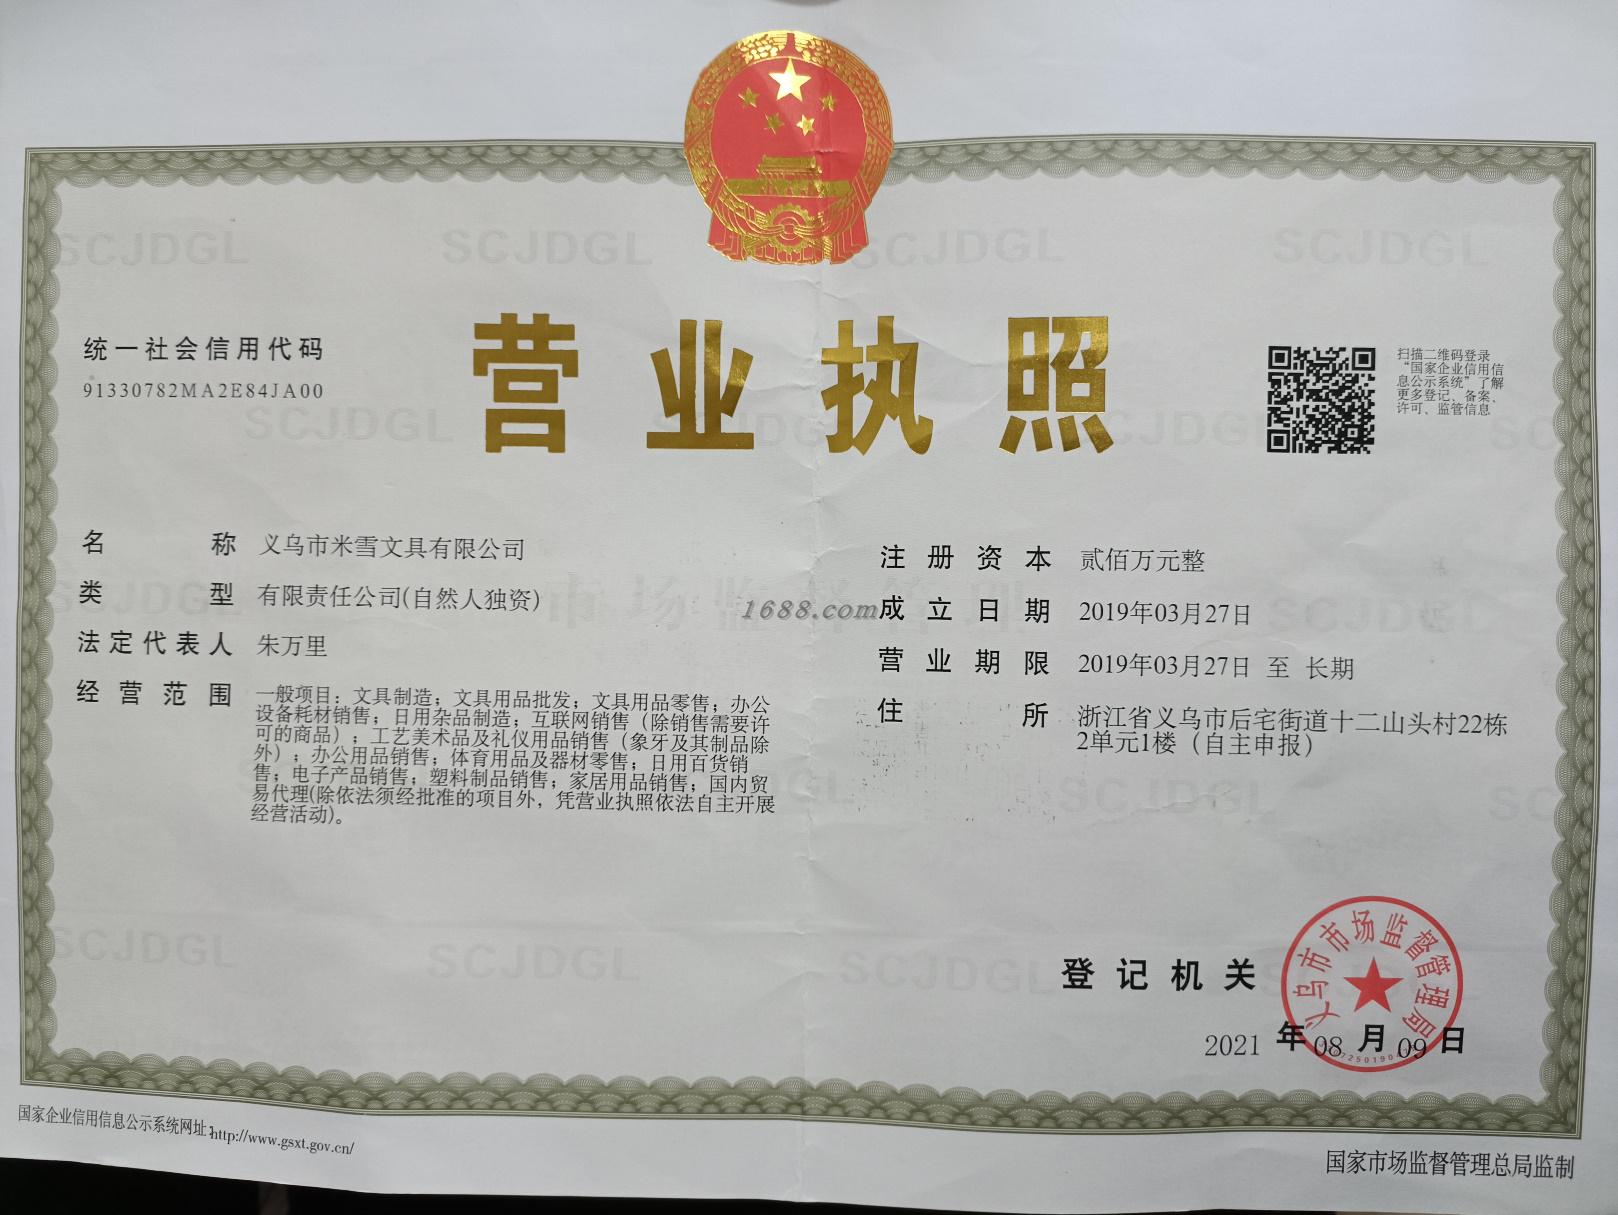 营业执照
统一社会信用代码
91330782MA2E84JA00
扫描二维码登录
“国家企业信用信
息公示系统”了解
更多登记、备案、
许可、监管信息
名称 义乌市米雪文具有限公司
类型 有限责任公司(自然人独资)
法定代表人 朱万里
经营范围 一般项目：文具制造；文具用品批发；文具用品零售；办公
设备耗材销售；日用杂品制造；互联网销售（除销售需要许
可的商品）；工艺美术品及礼仪用品销售（象牙及其制品除
外）；办公用品销售；体育用品及器材零售；日用百货销
售；电子产品销售；塑料制品销售；家居用品销售；国内贸
易代理(除依法须经批准的项目外，凭营业执照依法自主开展
经营活动)。
1688.com
注册资本 贰佰万元整
成立日期 2019年03月27日
营业期限 2019年03月27日 至 长期
住所 浙江省义乌市后宅街道十二山头村22栋
2单元1楼（自主申报）
登记机关
义乌市市场监督管理局
2021 年 08 月 09 日
国家企业信用信息公示系统网址：http://www.gsxt.gov.cn/
国家市场监督管理总局监制
SCJDGL
市场监督管理